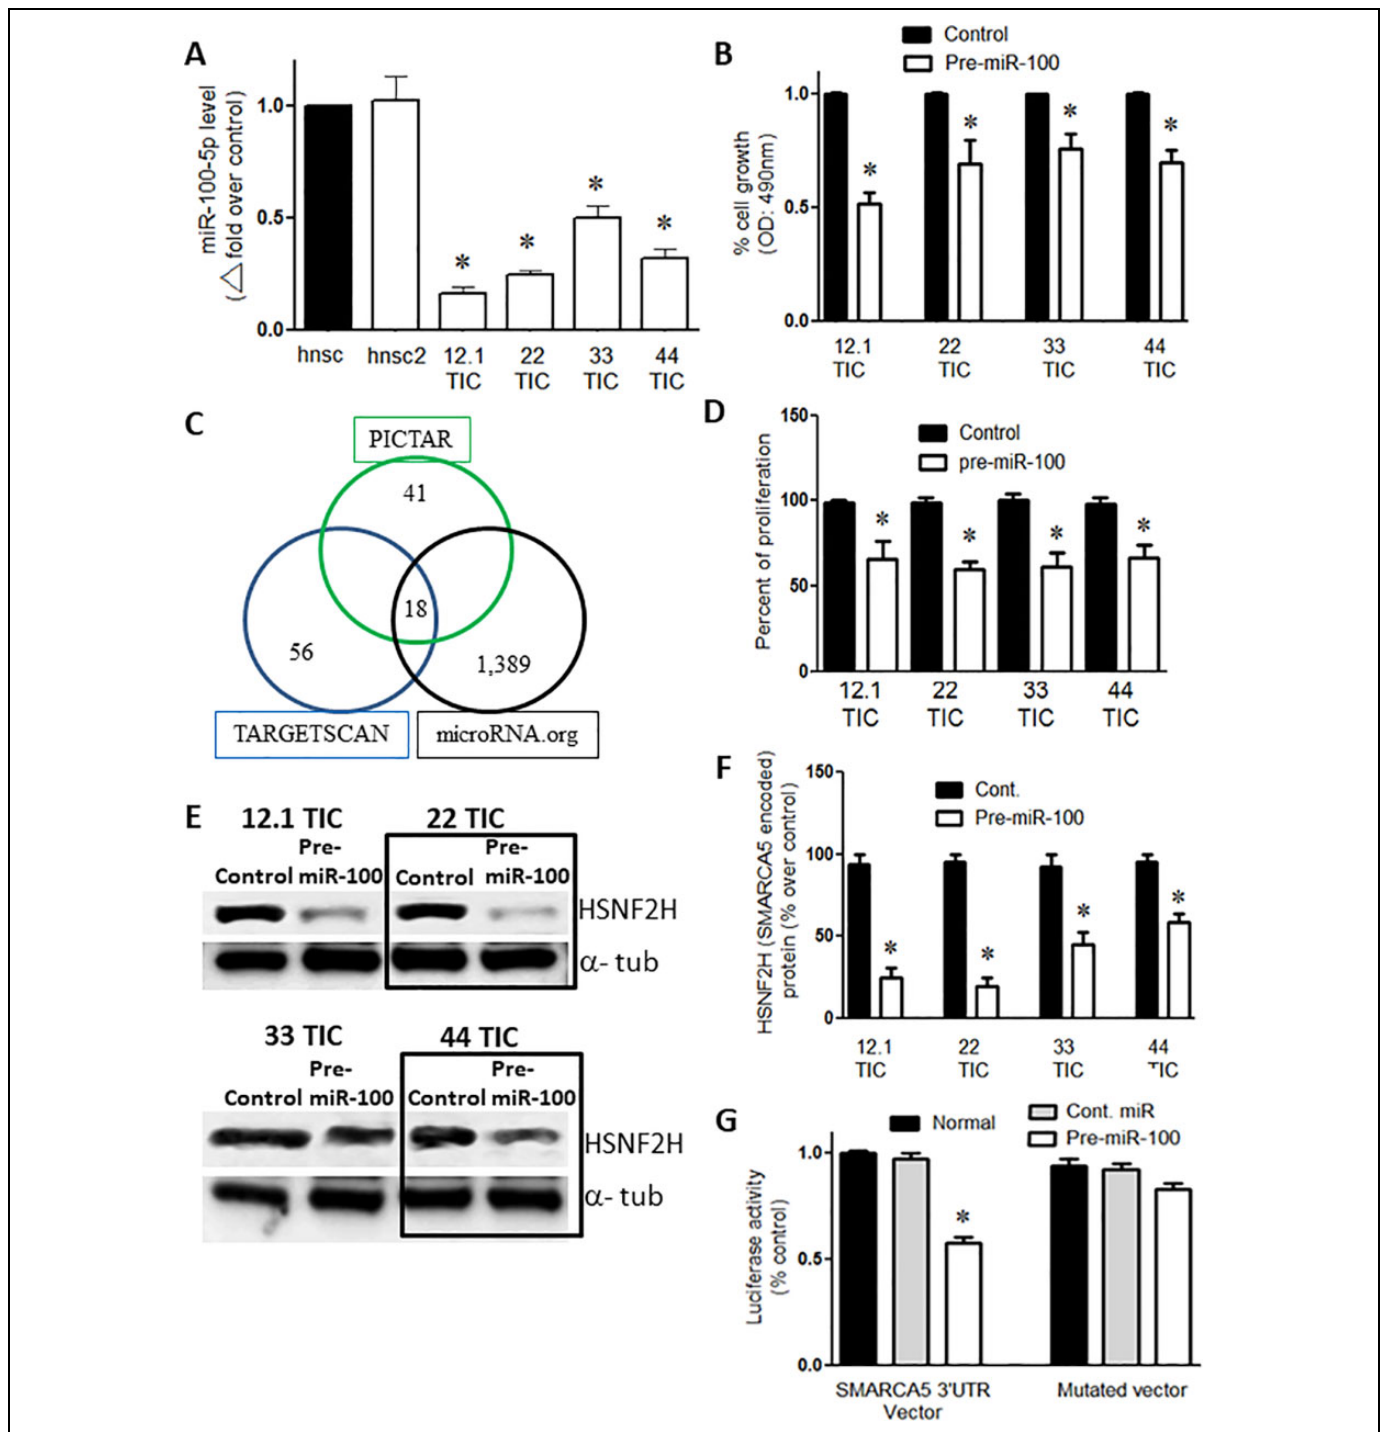 A
miR-100-5p level
(△fold over control)
1.0
0.5
0.0
*
*
*
*
hnsc
hnsc2
12.1
TIC
22
TIC
33
TIC
44
TIC
B
Control
Pre-miR-100
% cell growth
(OD: 490nm)
1.0
0.5
0.0
*
*
*
*
12.1
TIC
22
TIC
33
TIC
44
TIC
C
PICTAR
41
18
56
1,389
TARGETSCAN
microRNA.org
D
Control
pre-miR-100
Percent of proliferation
150
100
50
0
*
*
*
*
12.1
TIC
22
TIC
33
TIC
44
TIC
E
12.1 TIC
22 TIC
Control
Pre-
miR-100
Control
Pre-
miR-100
HSNF2H
α- tub
33 TIC
44 TIC
Control
Pre-
miR-100
Control
Pre-
miR-100
HSNF2H
α- tub
F
Cont.
Pre-miR-100
HSNF2H (SMARCA5 encoded)
protein (% over control)
150
100
50
0
*
*
*
*
12.1
TIC
22
TIC
33
TIC
44
TIC
G
Normal
Cont. miR
Pre-miR-100
Luciferase activity
(% control)
1.0
0.5
0.0
*
SMARCA5 3'UTR
Vector
Mutated vector